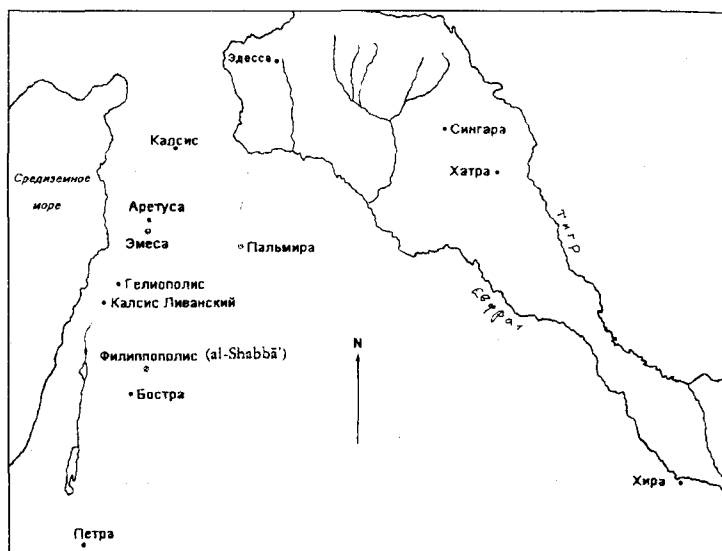 Эдесса
Сингара
Калсис
Хатра
Средиземное
море
Аретуса
Эмеса
Пальмира
Тигр
Гелиополис
Калсис Ливанский
Евфрат
Филиппополис (al-Shabbā')
N
Бостра
Хира
Петра